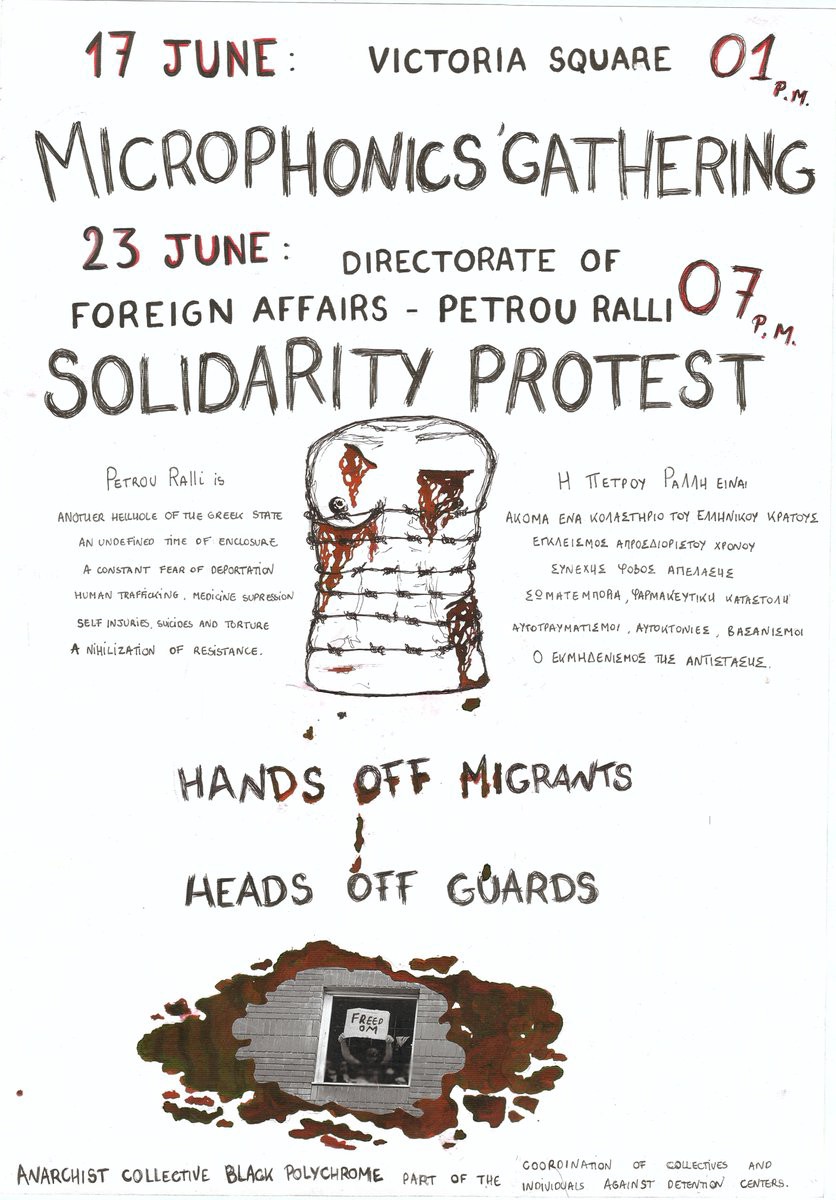 17 JUNE: VICTORIA SQUARE 01 P.M.
MICROPHONICS' GATHERING
23 JUNE: DIRECTORATE OF
FOREIGN AFFAIRS - PETROU RALLI 07 P.M.
SOLIDARITY PROTEST
PETROU RALLi iS
ANOTHER HELLHOLE OF THE GREEK STATE
AN UNDEFINED TIME OF ENCLOSURE
A CONSTANT FEAR OF DEPORTATION
HUMAN TRAFFICKING, MEDICINE SUPRESSION
SELF INJURIES, SUICIDES AND TORTURE
A NIHILIZATION OF RESISTANCE.
Η ΠΕΤΡΟΥ ΡΑΛΛΗ ΕΙΝΑΙ
ΑΚΟΜΑ ΕΝΑ ΚΟΛΑΣΤΗΡΙΟ ΤΟΥ ΕΛΛΗΝΙΚΟΥ ΚΡΑΤΟΥΣ
ΕΓΚΛΕΙΣΜΟΣ ΑΠΡΟΣΔΙΟΡΙΣΤΟΥ ΧΡΟΝΟΥ
ΣΥΝΕΧΗΣ ΦΟΒΟΣ ΑΠΕΛΑΣΗΣ
ΣΩΜΑΤΕΜΠΟΡΙΑ, ΦΑΡΜΑΚΕΥΤΙΚΗ ΚΑΤΑΣΤΟΛΗ
ΑΥΤΟΤΡΑΥΜΑΤΙΣΜΟΙ, ΑΥΤΟΚΤΟΝΙΕΣ, ΒΑΣΑΝΙΣΜΟΙ
Ο ΕΚΜΗΔΕΝΙΣΜΟΣ ΤΗΣ ΑΝΤΙΣΤΑΣΗΣ.
HANDS OFF MIGRANTS
HEADS OFF GUARDS
FREED
OM
ANARCHIST COLLECTIVE BLACK POLYCHROME PART OF THE COORDINATION OF COLLECTIVES AND
INDIVIDUALS AGAINST DETENTION CENTERS.